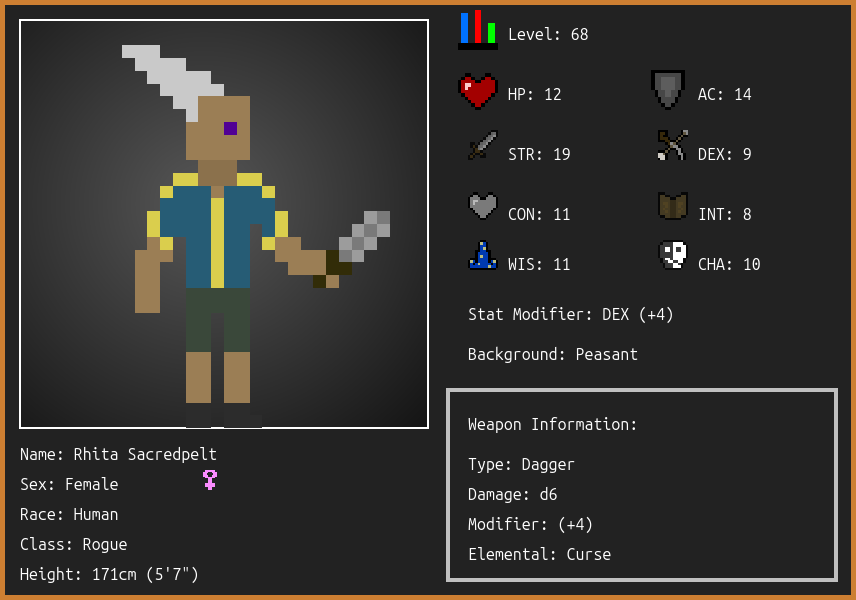 Level: 68
HP: 12
AC: 14
STR: 19
DEX: 9
CON: 11
INT: 8
WIS: 11
CHA: 10
Stat Modifier: DEX (+4)
Background: Peasant
Weapon Information:
Type: Dagger
Damage: d6
Modifier: (+4)
Elemental: Curse
Name: Rhita Sacredpelt
Sex: Female
Race: Human
Class: Rogue
Height: 171cm (5'7")